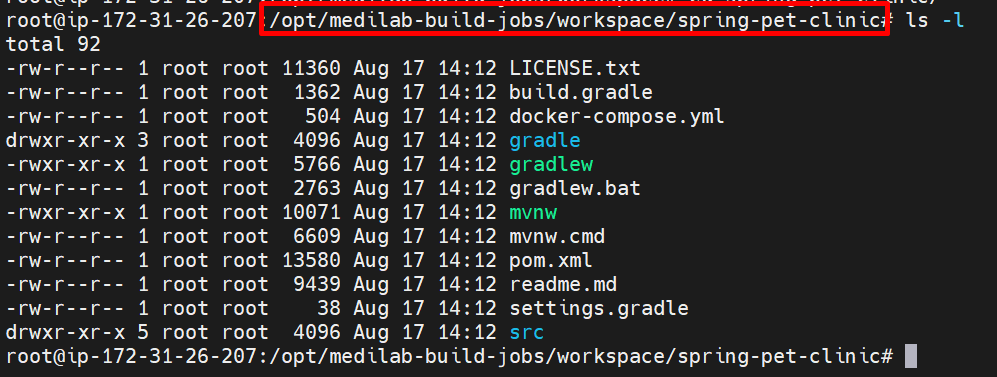 root@ip-172-31-26-207:/opt/medilab-build-jobs/workspace/spring-pet-clinic# ls -l
total 92
-rw-r--r-- 1 root root 11360 Aug 17 14:12 LICENSE.txt
-rw-r--r-- 1 root root  1362 Aug 17 14:12 build.gradle
-rw-r--r-- 1 root root   504 Aug 17 14:12 docker-compose.yml
drwxr-xr-x 3 root root  4096 Aug 17 14:12 gradle
-rwxr-xr-x 1 root root  5766 Aug 17 14:12 gradlew
-rw-r--r-- 1 root root  2763 Aug 17 14:12 gradlew.bat
-rwxr-xr-x 1 root root 10071 Aug 17 14:12 mvnw
-rw-r--r-- 1 root root  6609 Aug 17 14:12 mvnw.cmd
-rw-r--r-- 1 root root 13580 Aug 17 14:12 pom.xml
-rw-r--r-- 1 root root  9439 Aug 17 14:12 readme.md
-rw-r--r-- 1 root root    38 Aug 17 14:12 settings.gradle
drwxr-xr-x 5 root root  4096 Aug 17 14:12 src
root@ip-172-31-26-207:/opt/medilab-build-jobs/workspace/spring-pet-clinic#